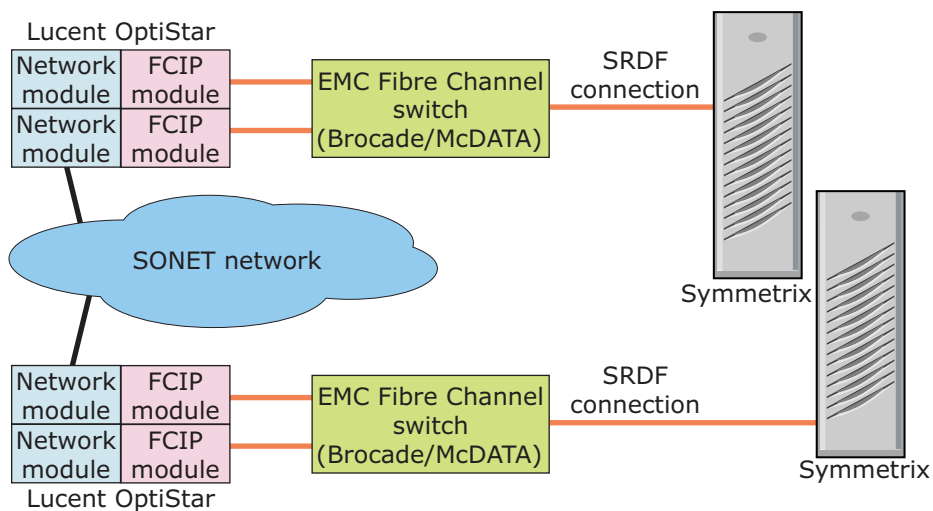 Lucent OptiStar
Network
module
FCIP
module
Network
module
FCIP
module
EMC Fibre Channel
switch
(Brocade/McDATA)
SRDF
connection
Symmetrix
SONET network
Network
module
FCIP
module
Network
module
FCIP
module
Lucent OptiStar
EMC Fibre Channel
switch
(Brocade/McDATA)
SRDF
connection
Symmetrix